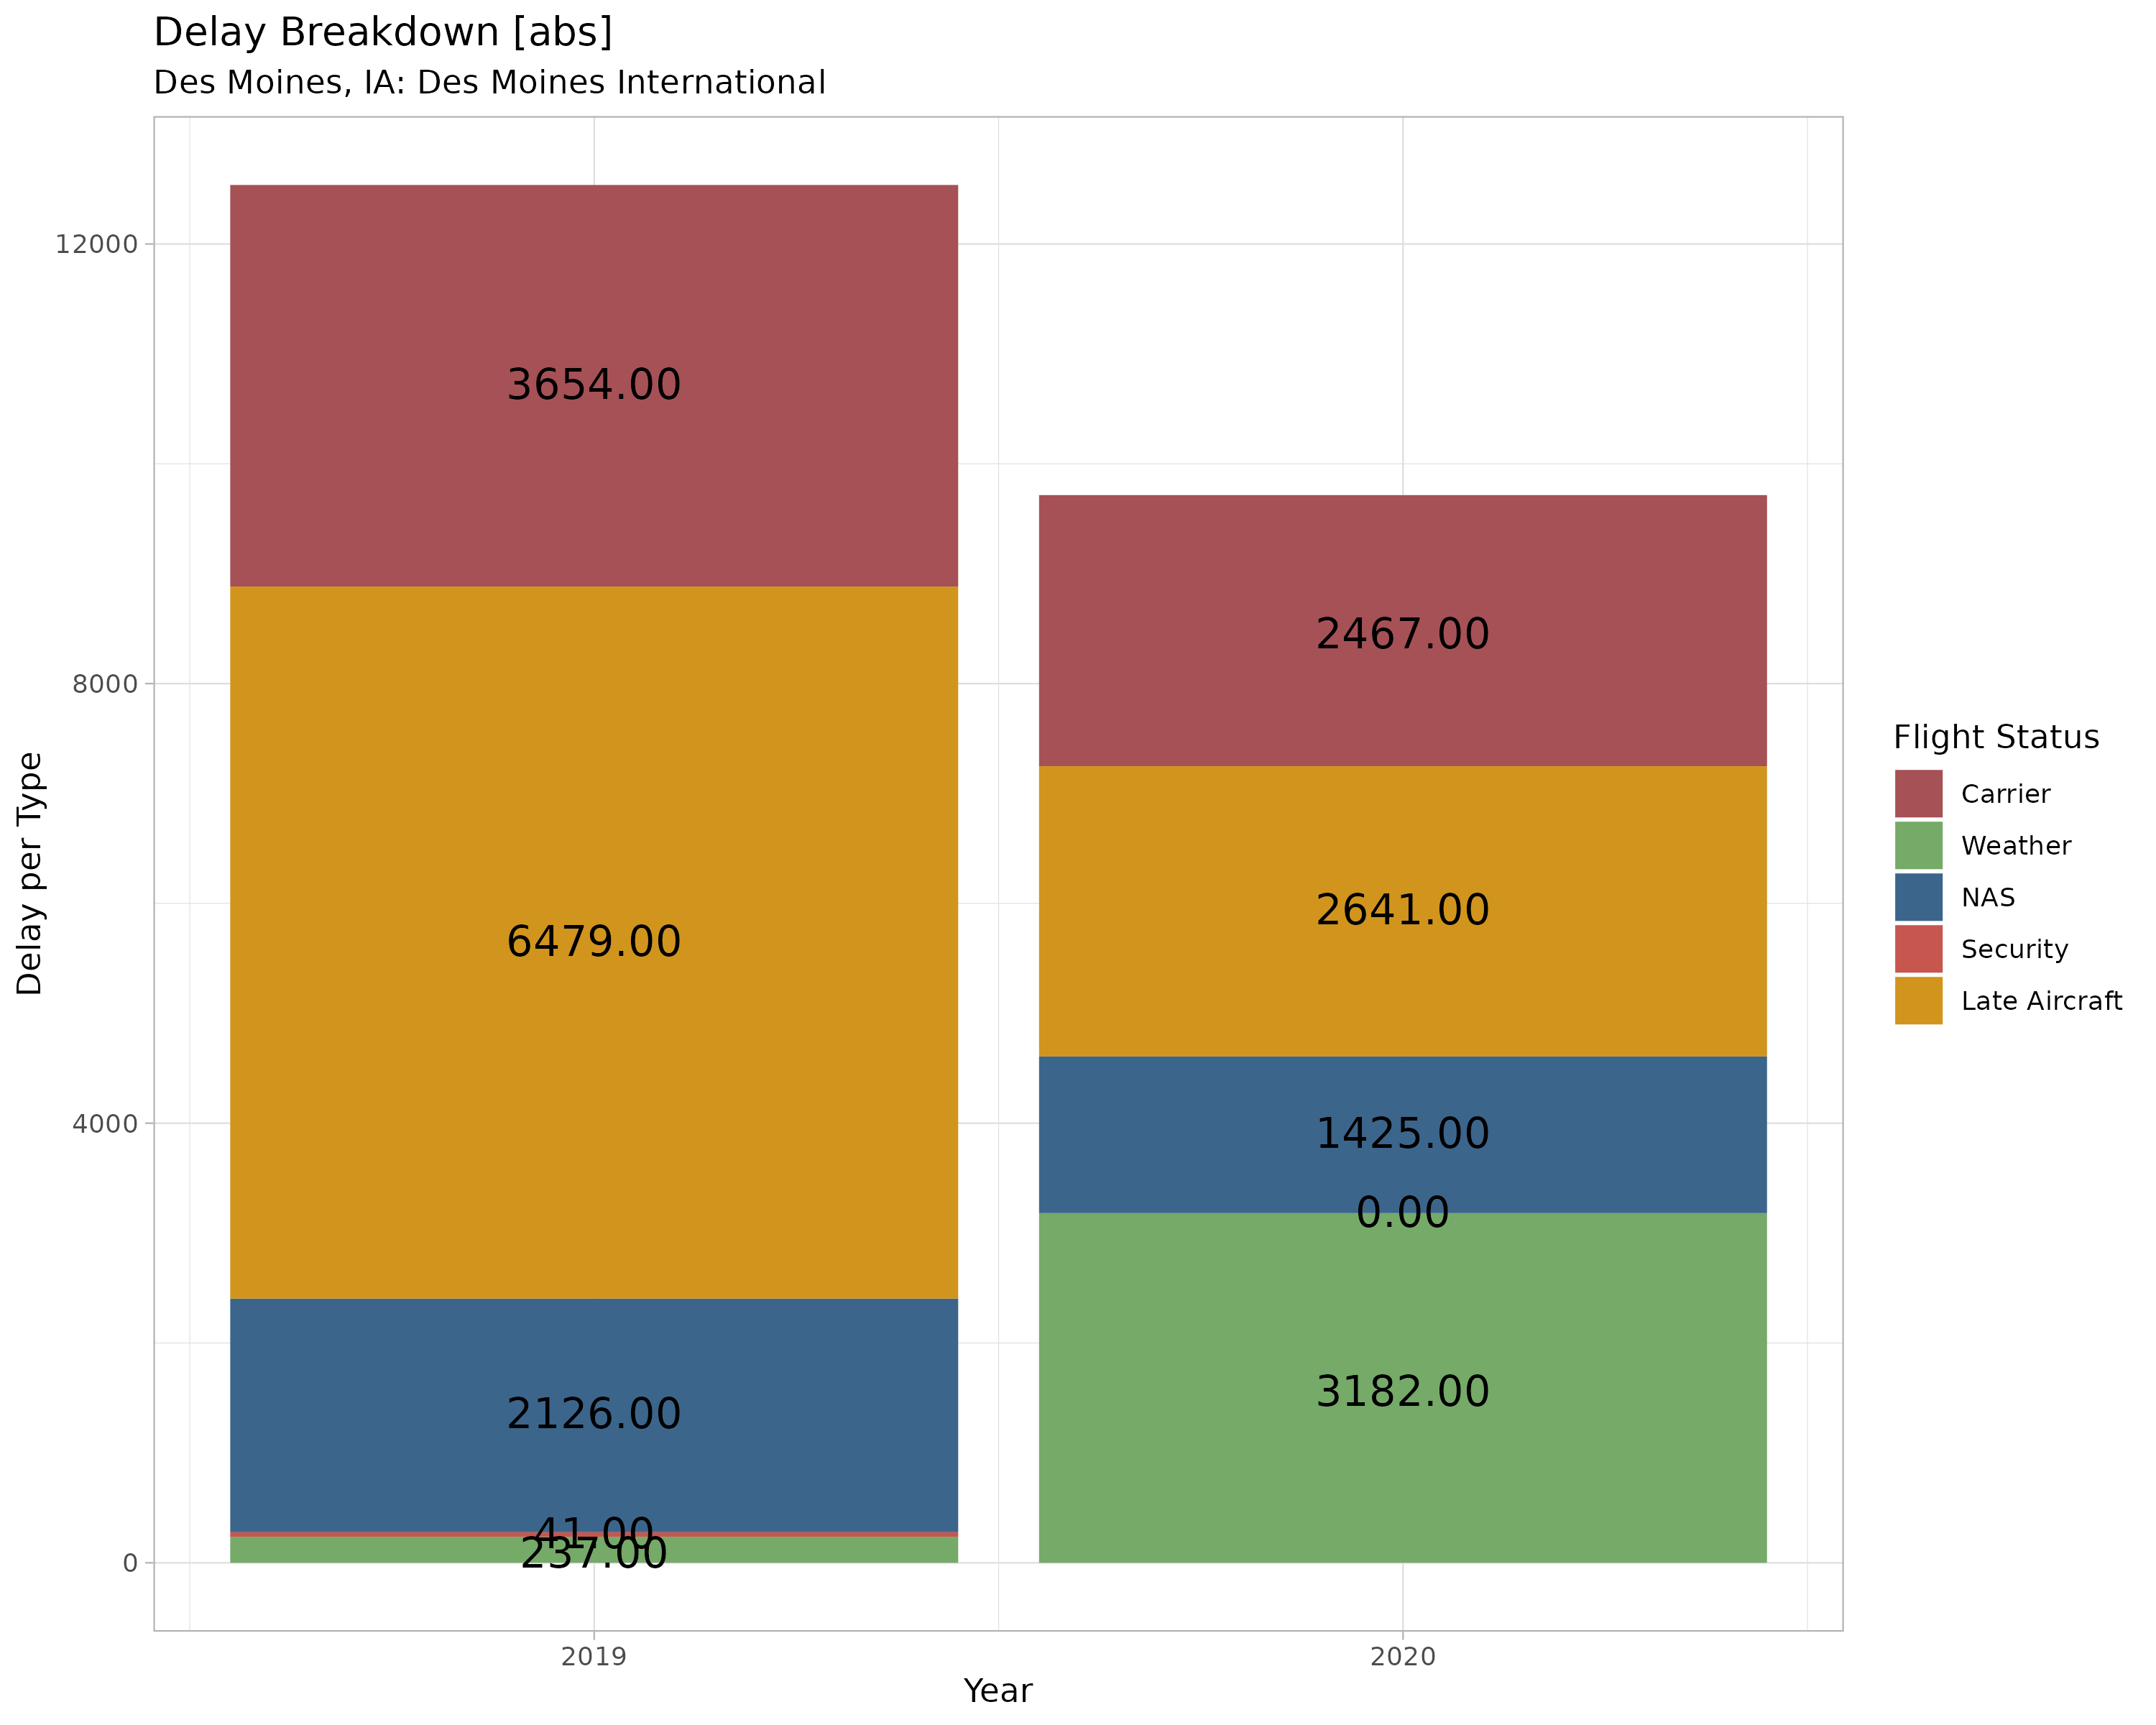 Delay Breakdown [abs]
Des Moines, IA: Des Moines International
Delay per Type
12000
8000
4000
0
3654.00
6479.00
2126.00
41.00
237.00
2467.00
2641.00
1425.00
0.00
3182.00
2019
2020
Year
Flight Status
Carrier
Weather
NAS
Security
Late Aircraft